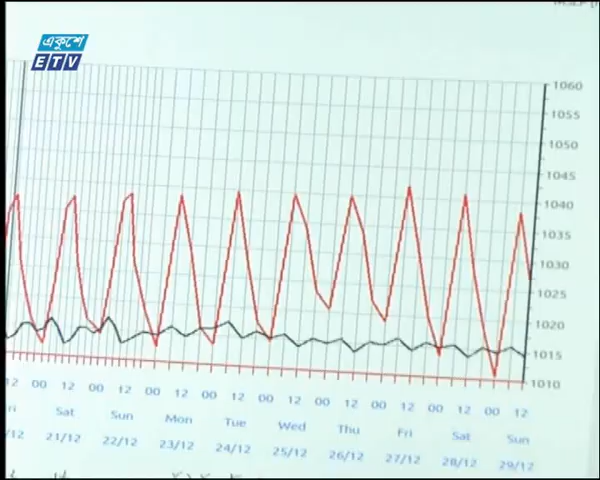 একুশে
ETV
1060
1055
1050
1045
1040
1035
1030
1025
1020
1015
1010
12 00 12 00 12 00 12 00 12 00 12 00 12 00 12 00 12 00 12
Sat Sun Mon Tue Wed Thu Fri Sat Sun
/12 21/12 22/12 23/12 24/12 25/12 26/12 27/12 28/12 29/12